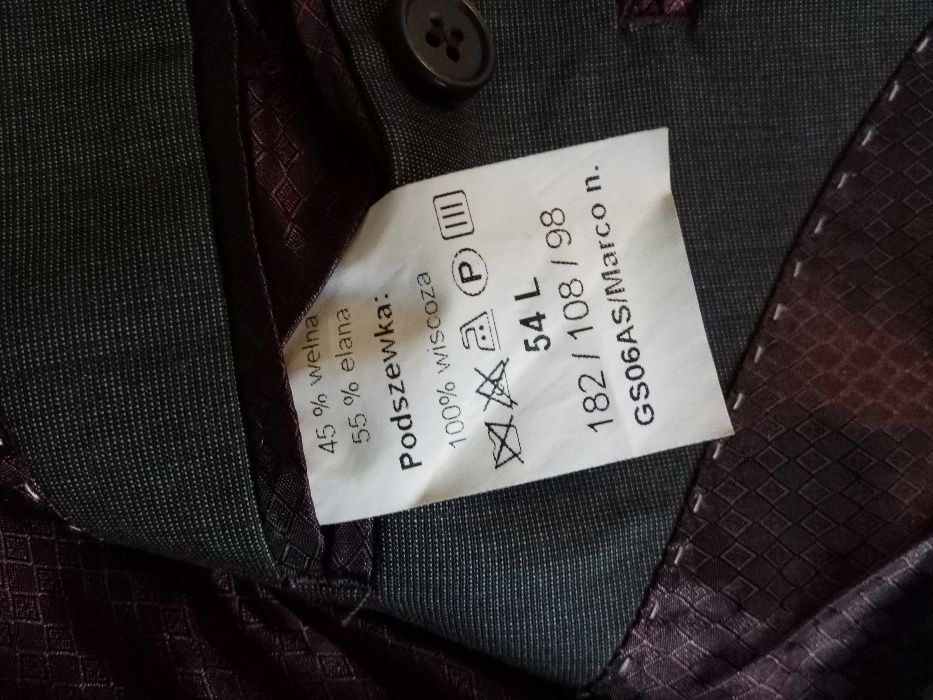 45 % wełna
55 % elana
Podszewka:
100% wiscoza
P
54 L
182 / 108 / 98
GS06AS/Marco n.